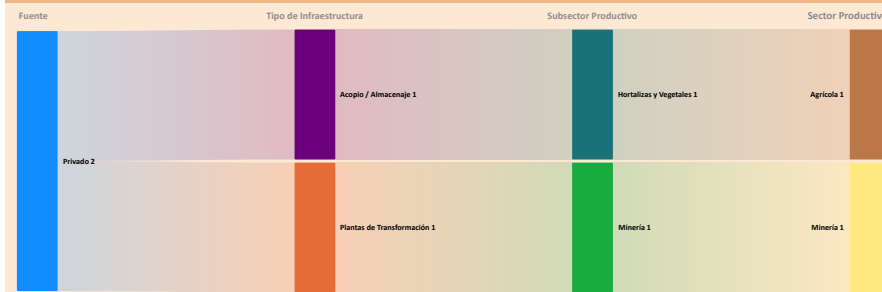 Fuente
Tipo de Infraestructura
Subsector Productivo
Sector Productiv
Acopio / Almacenaje 1
Hortalizas y Vegetales 1
Agrícola 1
Privado 2
Plantas de Transformación 1
Minería 1
Minería 1